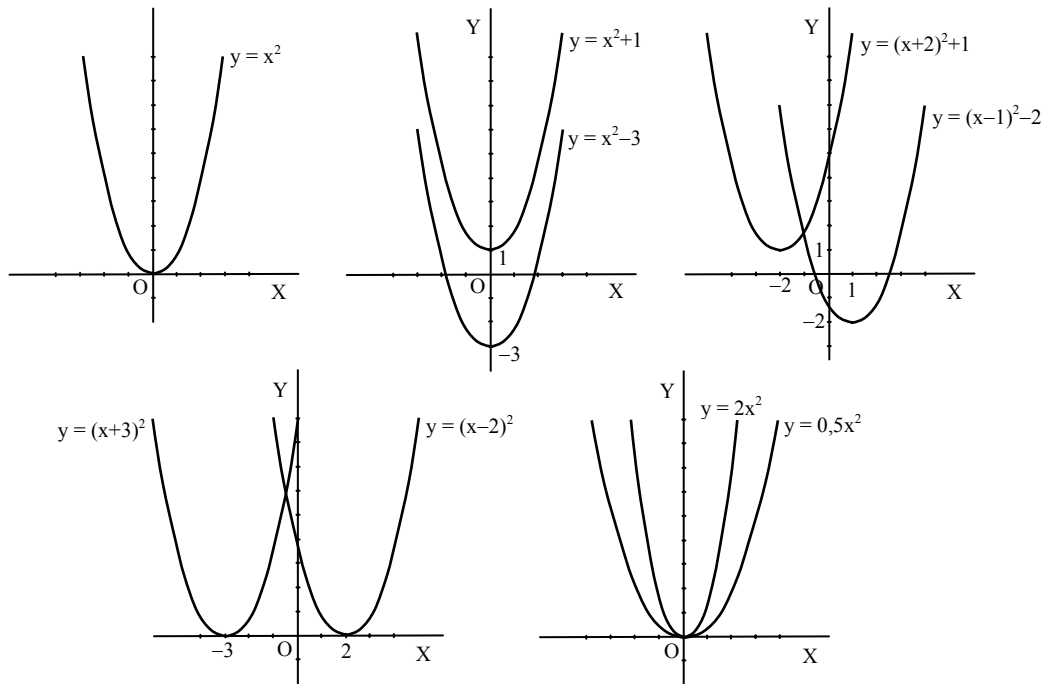 y = x²
O
X
Y
y = x²+1
y = x²–3
1
O
X
–3
Y
y = (x+2)²+1
y = (x–1)²–2
1
–2
O
1
X
–2
Y
y = (x+3)²
y = (x–2)²
–3
O
2
X
Y
y = 2x²
y = 0,5x²
O
X